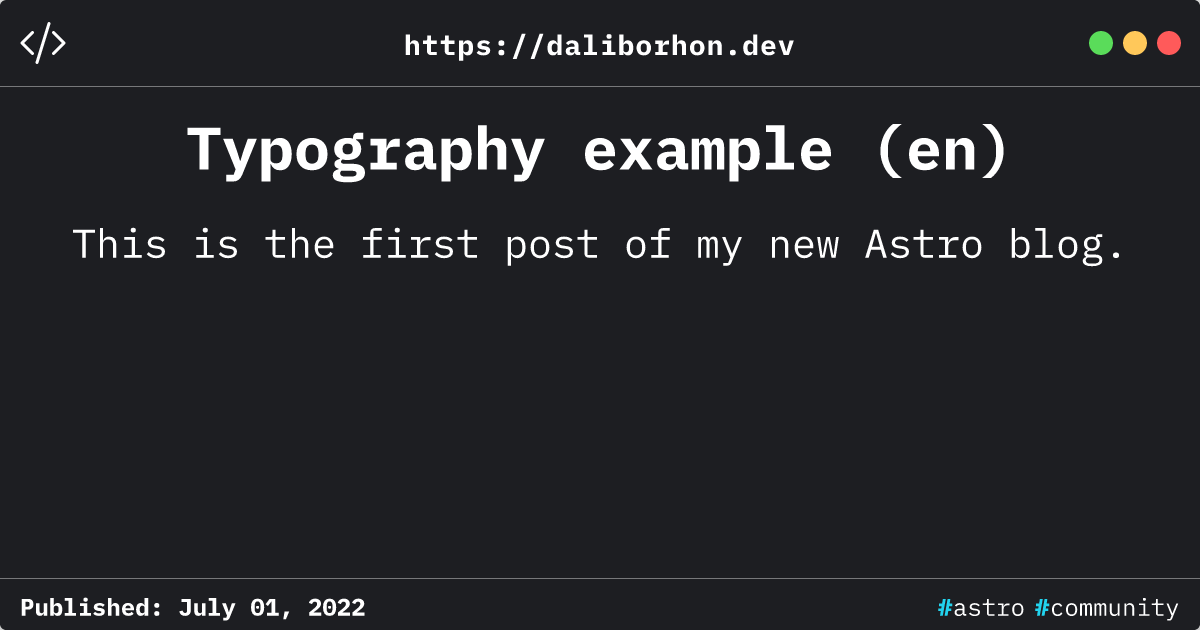 </> https://daliborhon.dev
Typography example (en)
This is the first post of my new Astro blog.
Published: July 01, 2022
#astro #community